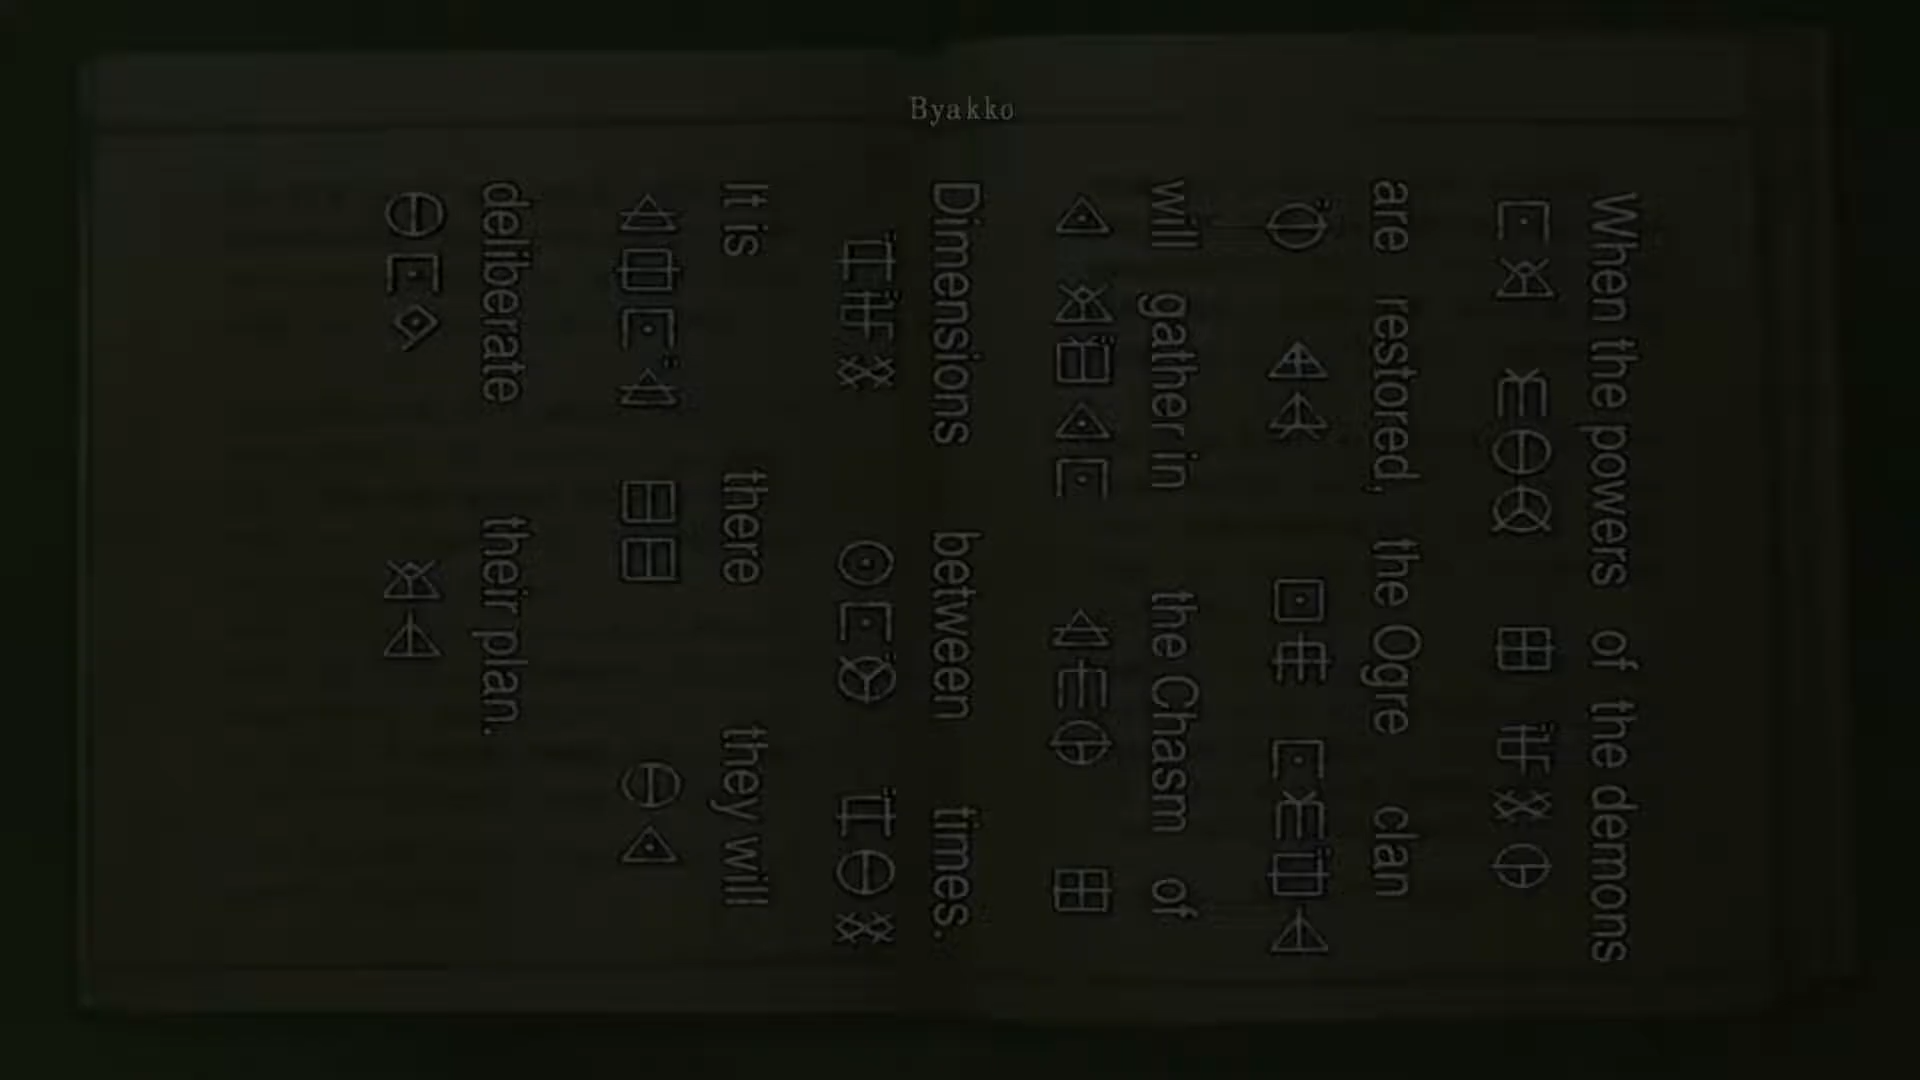 Byakko
When the powers of the demons
are restored, the Ogre clan
will gather in the Chasm of
Dimensions between times.
It is there they will
deliberate their plan.